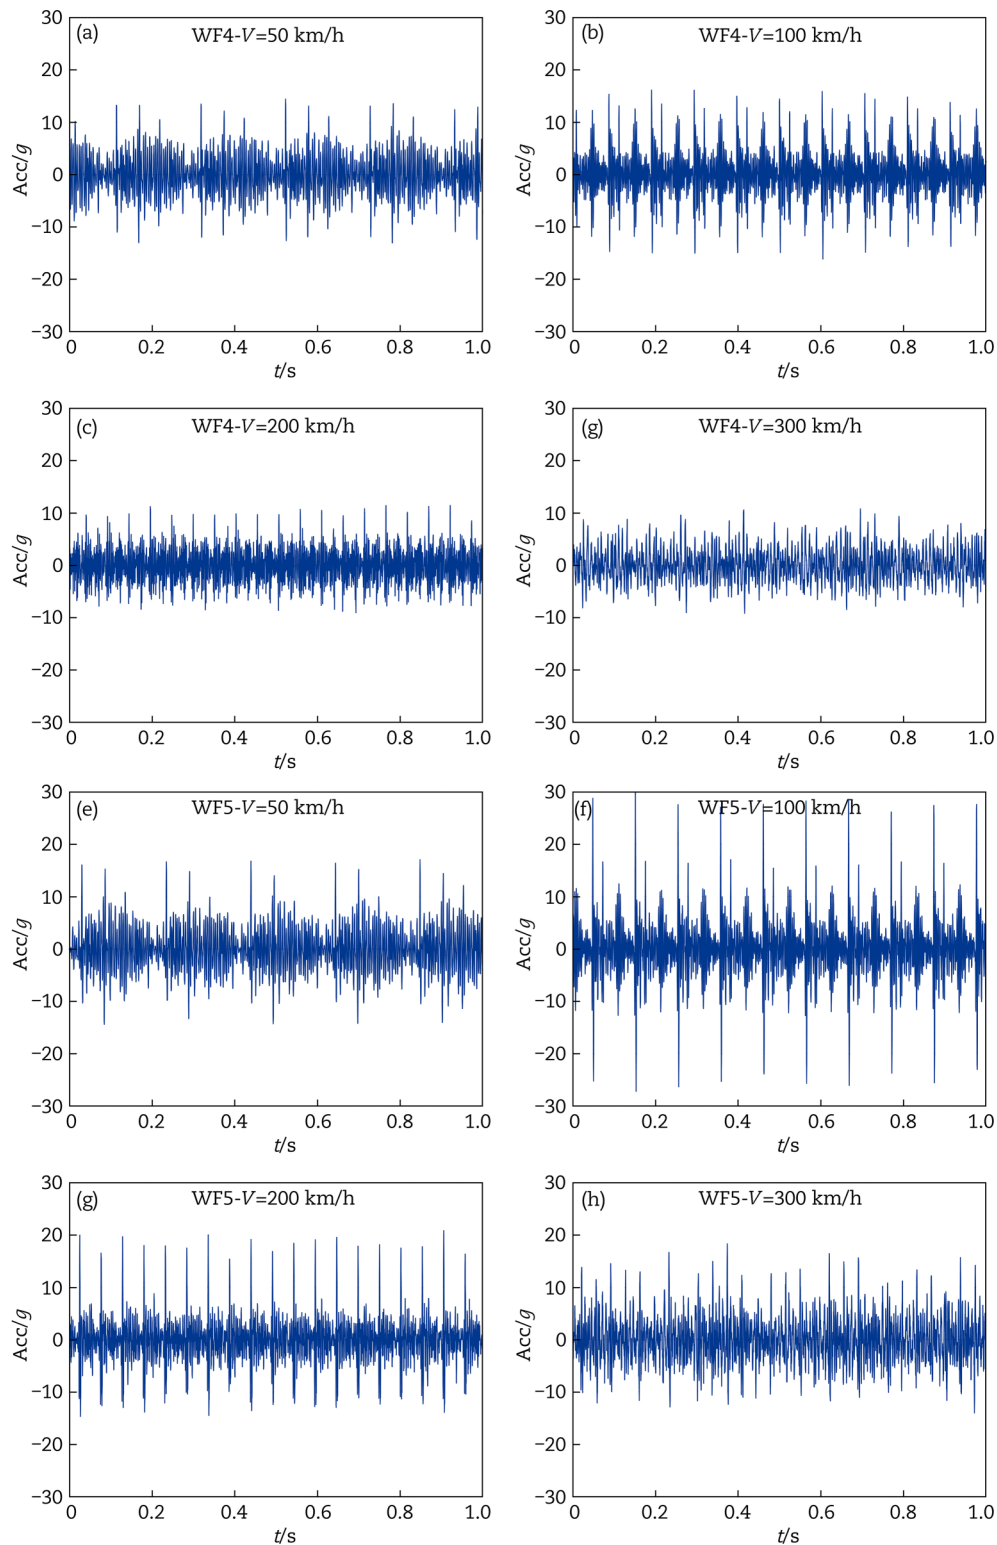 (a) WF4-V=50 km/h
30
20
10
0
−10
−20
−30
Acc/g
0 0.2 0.4 0.6 0.8 1.0
t/s
(b) WF4-V=100 km/h
30
20
10
0
−10
−20
−30
Acc/g
0 0.2 0.4 0.6 0.8 1.0
t/s
(c) WF4-V=200 km/h
30
20
10
0
−10
−20
−30
Acc/g
0 0.2 0.4 0.6 0.8 1.0
t/s
(g) WF4-V=300 km/h
30
20
10
0
−10
−20
−30
Acc/g
0 0.2 0.4 0.6 0.8 1.0
t/s
(e) WF5-V=50 km/h
30
20
10
0
−10
−20
−30
Acc/g
0 0.2 0.4 0.6 0.8 1.0
t/s
(f) WF5-V=100 km/h
30
20
10
0
−10
−20
−30
Acc/g
0 0.2 0.4 0.6 0.8 1.0
t/s
(g) WF5-V=200 km/h
30
20
10
0
−10
−20
−30
Acc/g
0 0.2 0.4 0.6 0.8 1.0
t/s
(h) WF5-V=300 km/h
30
20
10
0
−10
−20
−30
Acc/g
0 0.2 0.4 0.6 0.8 1.0
t/s